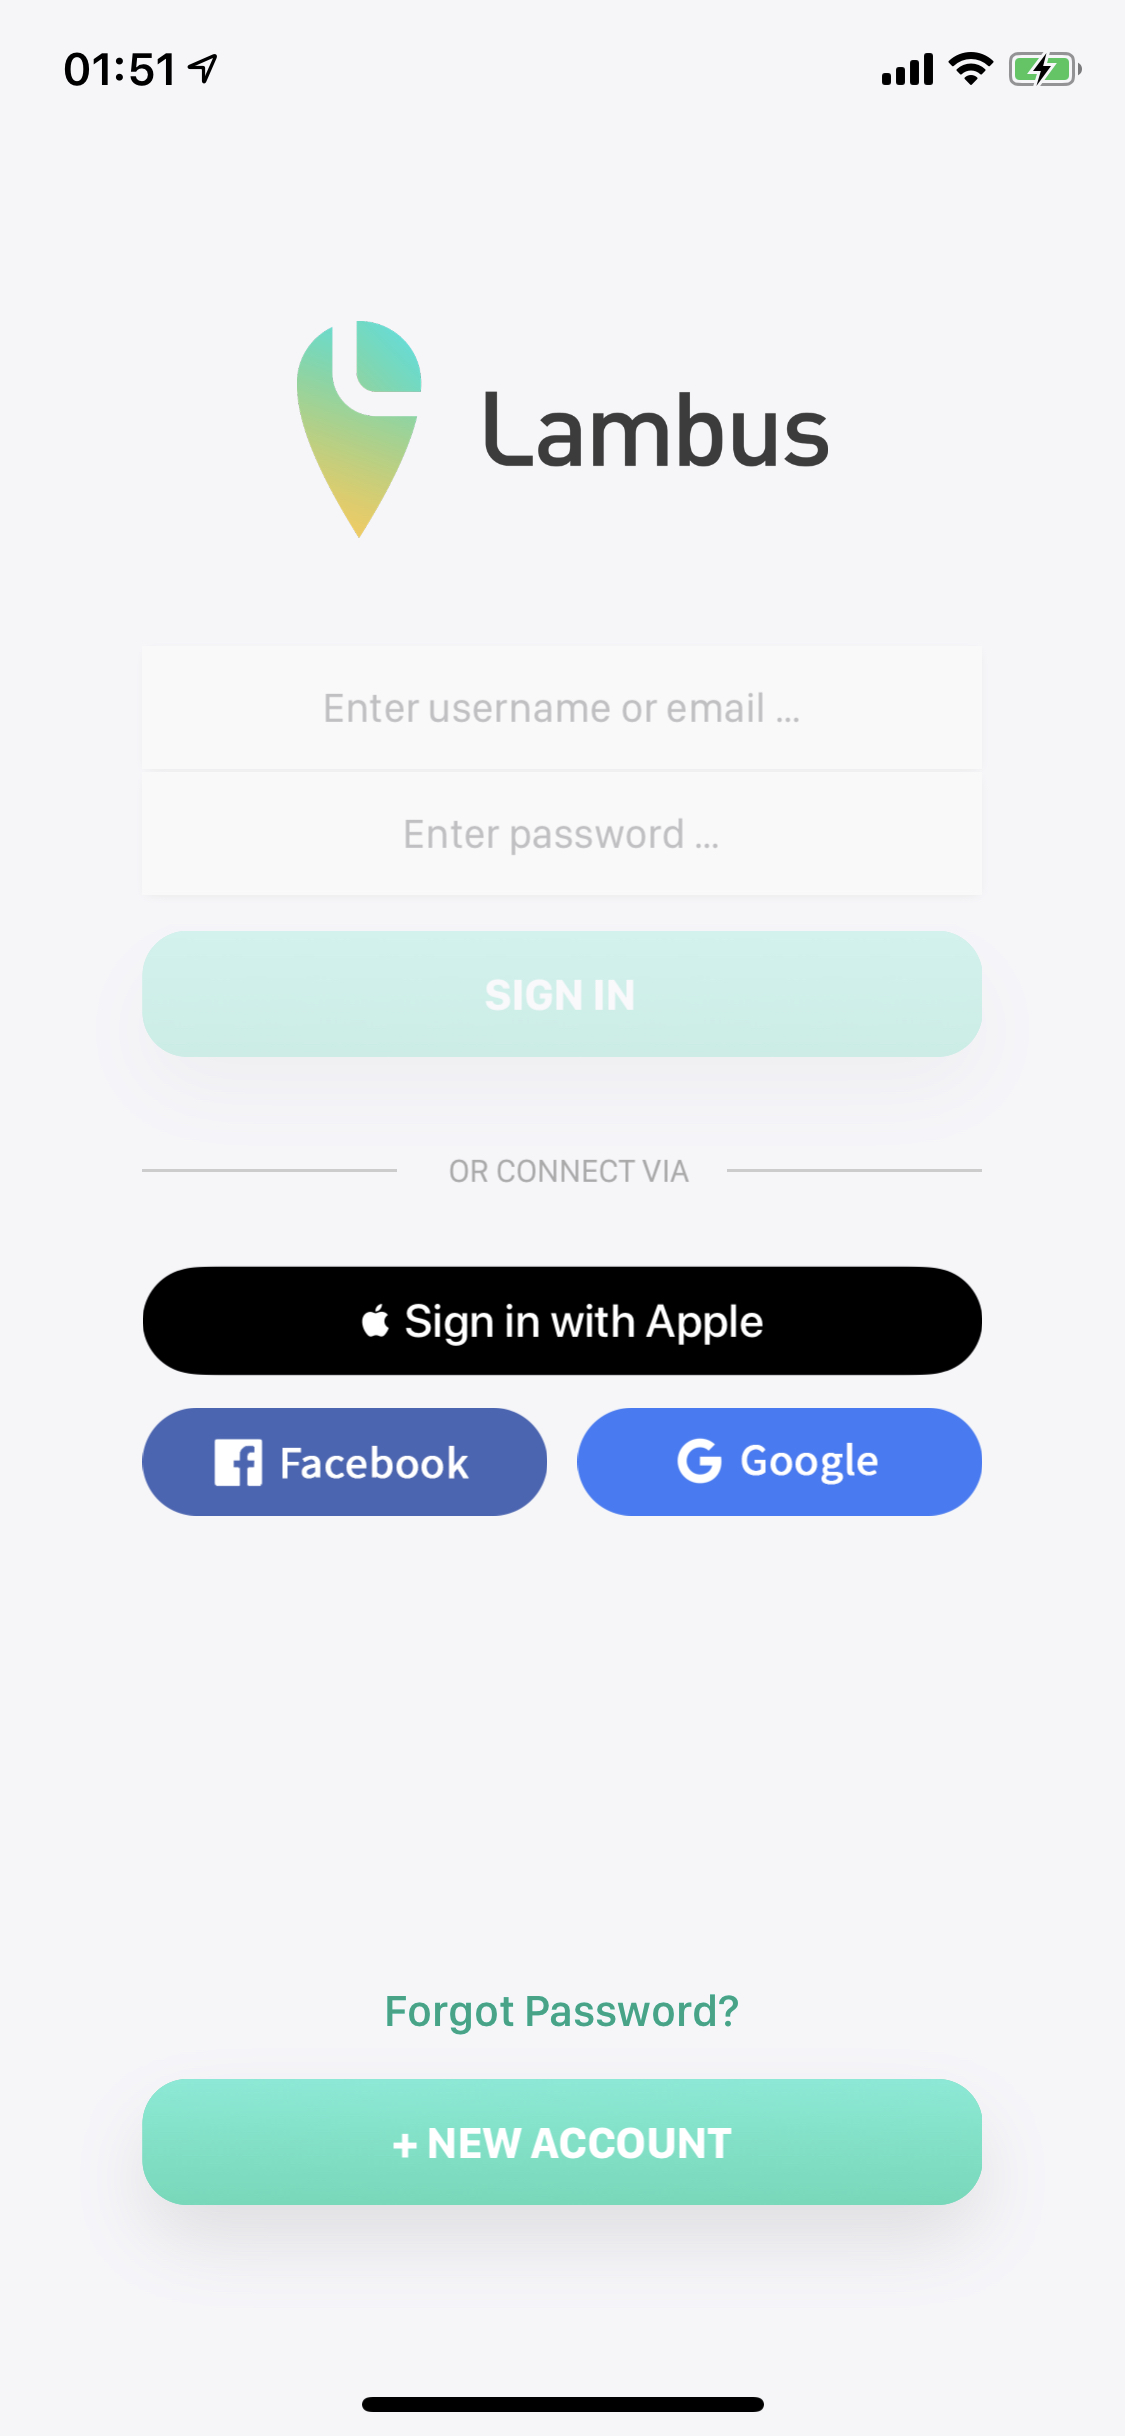 01:51
Lambus
Enter username or email ...
Enter password ...
SIGN IN
OR CONNECT VIA
Sign in with Apple
Facebook
Google
Forgot Password?
+ NEW ACCOUNT